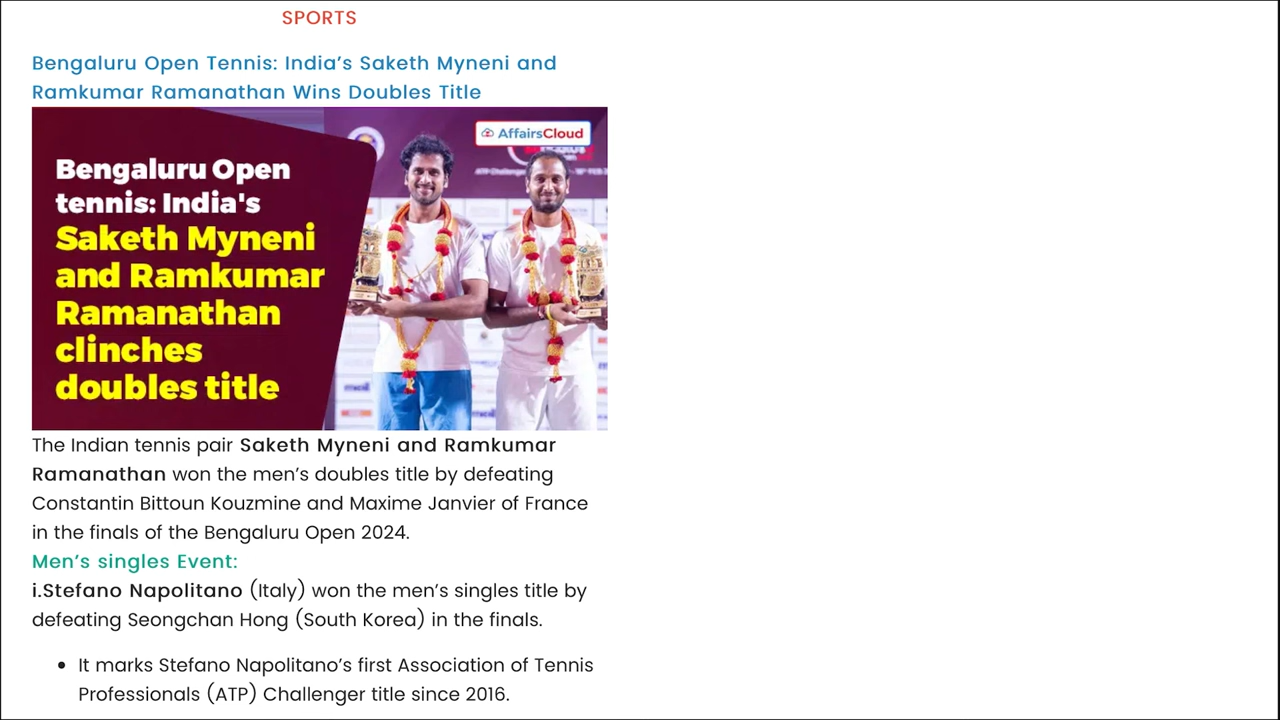 SPORTS
Bengaluru Open Tennis: India’s Saketh Myneni and
Ramkumar Ramanathan Wins Doubles Title
AffairsCloud
Bengaluru Open
tennis: India's
Saketh Myneni
and Ramkumar
Ramanathan
clinches
doubles title
The Indian tennis pair Saketh Myneni and Ramkumar
Ramanathan won the men’s doubles title by defeating
Constantin Bittoun Kouzmine and Maxime Janvier of France
in the finals of the Bengaluru Open 2024.
Men’s singles Event:
i.Stefano Napolitano (Italy) won the men’s singles title by
defeating Seongchan Hong (South Korea) in the finals.
It marks Stefano Napolitano’s first Association of Tennis
Professionals (ATP) Challenger title since 2016.